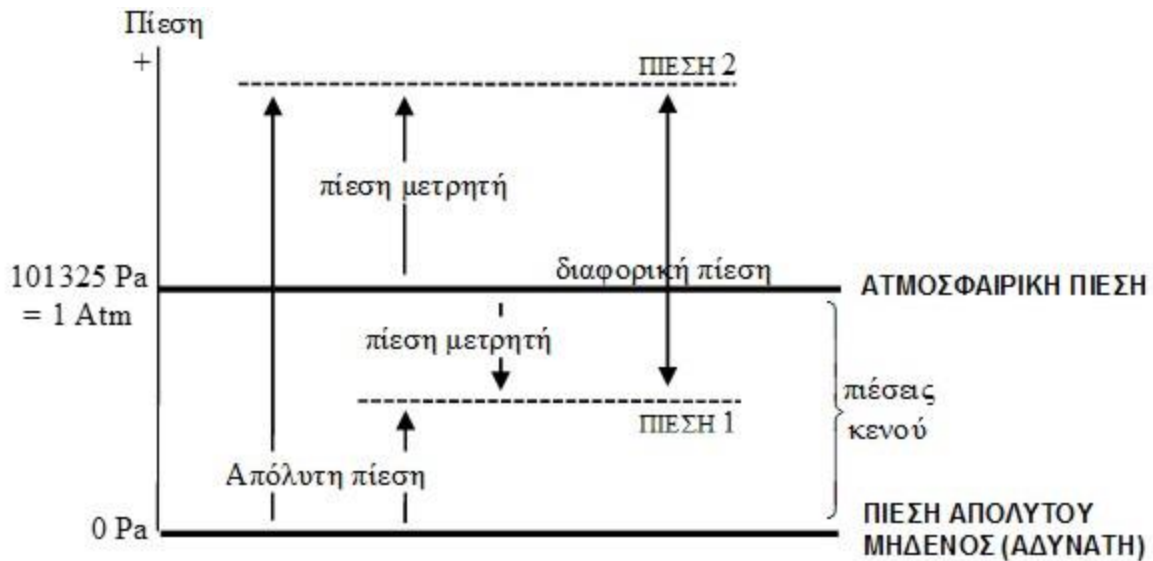 Πίεση
+
ΠΙΕΣΗ 2
πίεση μετρητή
101325 Pa
= 1 Atm
διαφορική πίεση
ΑΤΜΟΣΦΑΙΡΙΚΗ ΠΙΕΣΗ
πίεση μετρητή
ΠΙΕΣΗ 1
πιέσεις
κενού
Απόλυτη πίεση
0 Pa
ΠΙΕΣΗ ΑΠΟΛΥΤΟΥ
ΜΗΔΕΝΟΣ (ΑΔΥΝΑΤΗ)